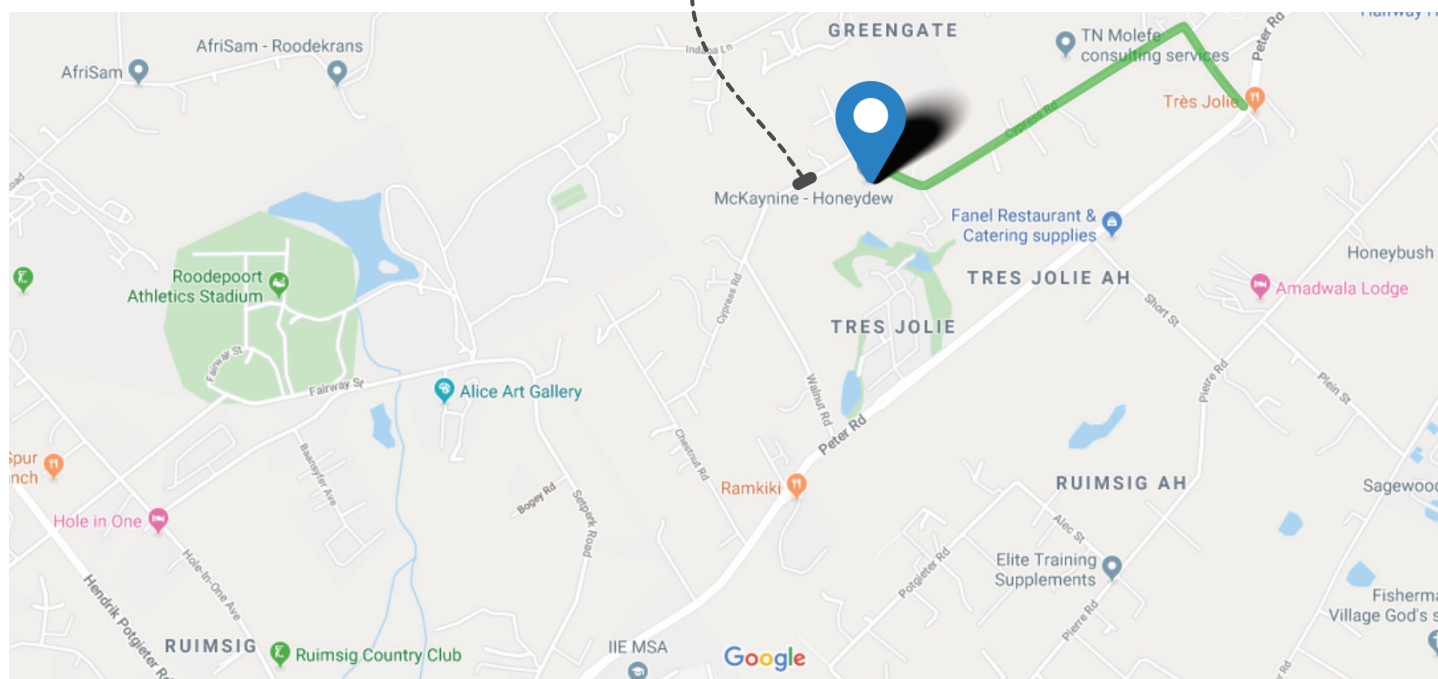 GREENGATE
TN Molefe
consulting services
Peter Rd
AfriSam - Roodekrans
AfriSam
Indaba Ln
Très Jolie
Cypress Rd
McKaynine - Honeydew
Fanel Restaurant &
Catering supplies
Honeybush
Roodepoort
Athletics Stadium
TRES JOLIE AH
Amadwala Lodge
Cypress Rd
Short St
TRES JOLIE
Fairway St
Fairway St
Alice Art Gallery
Walnut Rd
Pierre Rd
Plein St
Peter Rd
Chestnut Rd
Spur
nch
Baansyfer Ave
Bogey Rd
Setperk Road
Ramkiki
RUIMSIG AH
Sagewood
Hole in One
Alec St
Hole-In-One Ave
Potgieter Rd
Elite Training
Supplements
Hendrik Potgieter Rd
Pierre Rd
Fisherma
Village God's s
RUIMSIG
Ruimsig Country Club
IIE MSA
Google